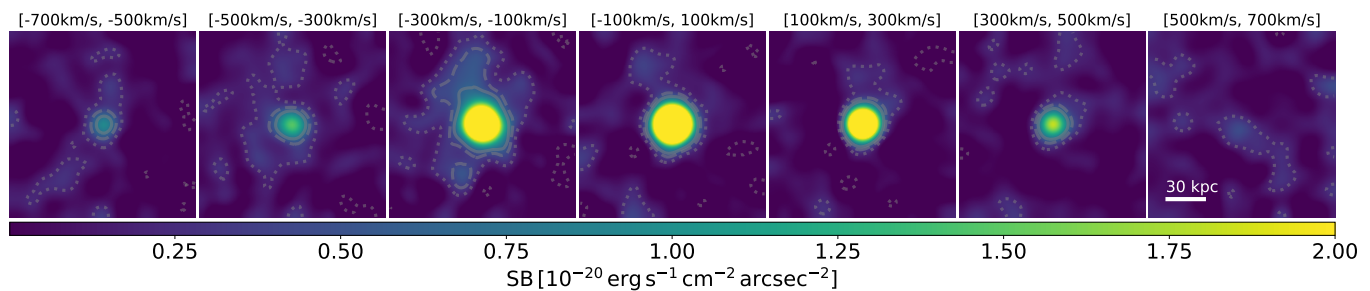 [-700km/s, -500km/s] [-500km/s, -300km/s] [-300km/s, -100km/s] [-100km/s, 100km/s] [100km/s, 300km/s] [300km/s, 500km/s] [500km/s, 700km/s]
30 kpc
0.25 0.50 0.75 1.00 1.25 1.50 1.75 2.00
SB [10⁻²⁰ erg s⁻¹ cm⁻² arcsec⁻²]